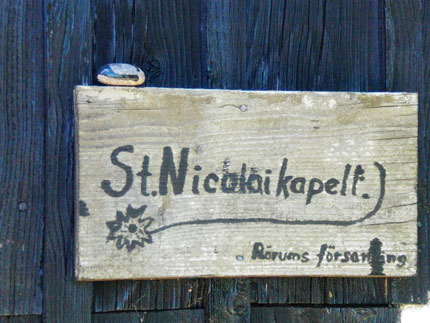 St. Nicolai kapell.
Rörums församling